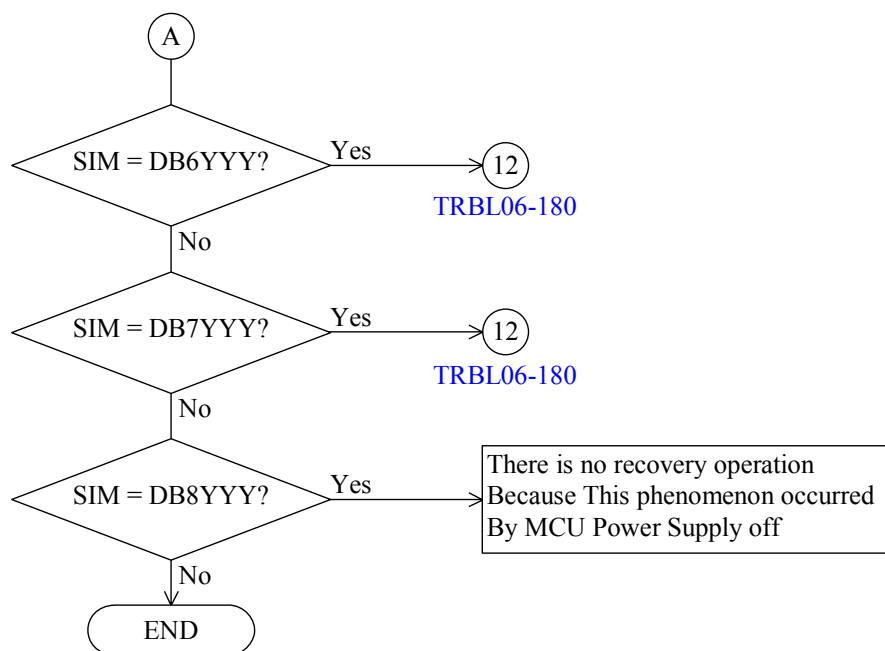 A
SIM = DB6YYY?
Yes
12
TRBL06-180
No
SIM = DB7YYY?
Yes
12
TRBL06-180
No
SIM = DB8YYY?
Yes
There is no recovery operation
Because This phenomenon occurred
By MCU Power Supply off
No
END